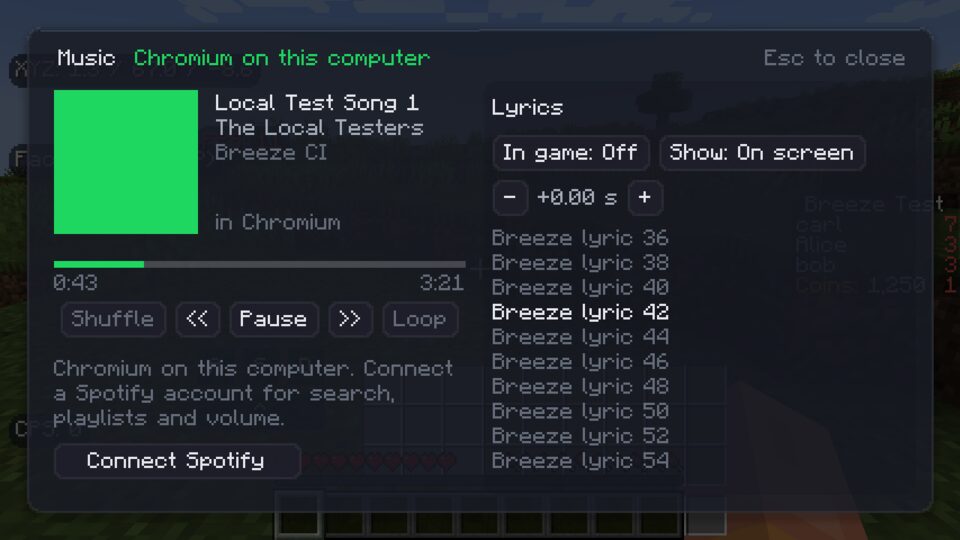 Music Chromium on this computer
Esc to close
Local Test Song 1
The Local Testers
Breeze CI
in Chromium
0:43
3:21
Shuffle << Pause >> Loop
Chromium on this computer. Connect
a Spotify account for search,
playlists and volume.
Connect Spotify
Lyrics
In game: Off
Show: On screen
- +0.00 s +
Breeze lyric 36
Breeze lyric 38
Breeze lyric 40
Breeze lyric 42
Breeze lyric 44
Breeze lyric 46
Breeze lyric 48
Breeze lyric 50
Breeze lyric 52
Breeze lyric 54
Breeze Test
carl 7
Alice 3
bob 3
Coins: 1,250 1